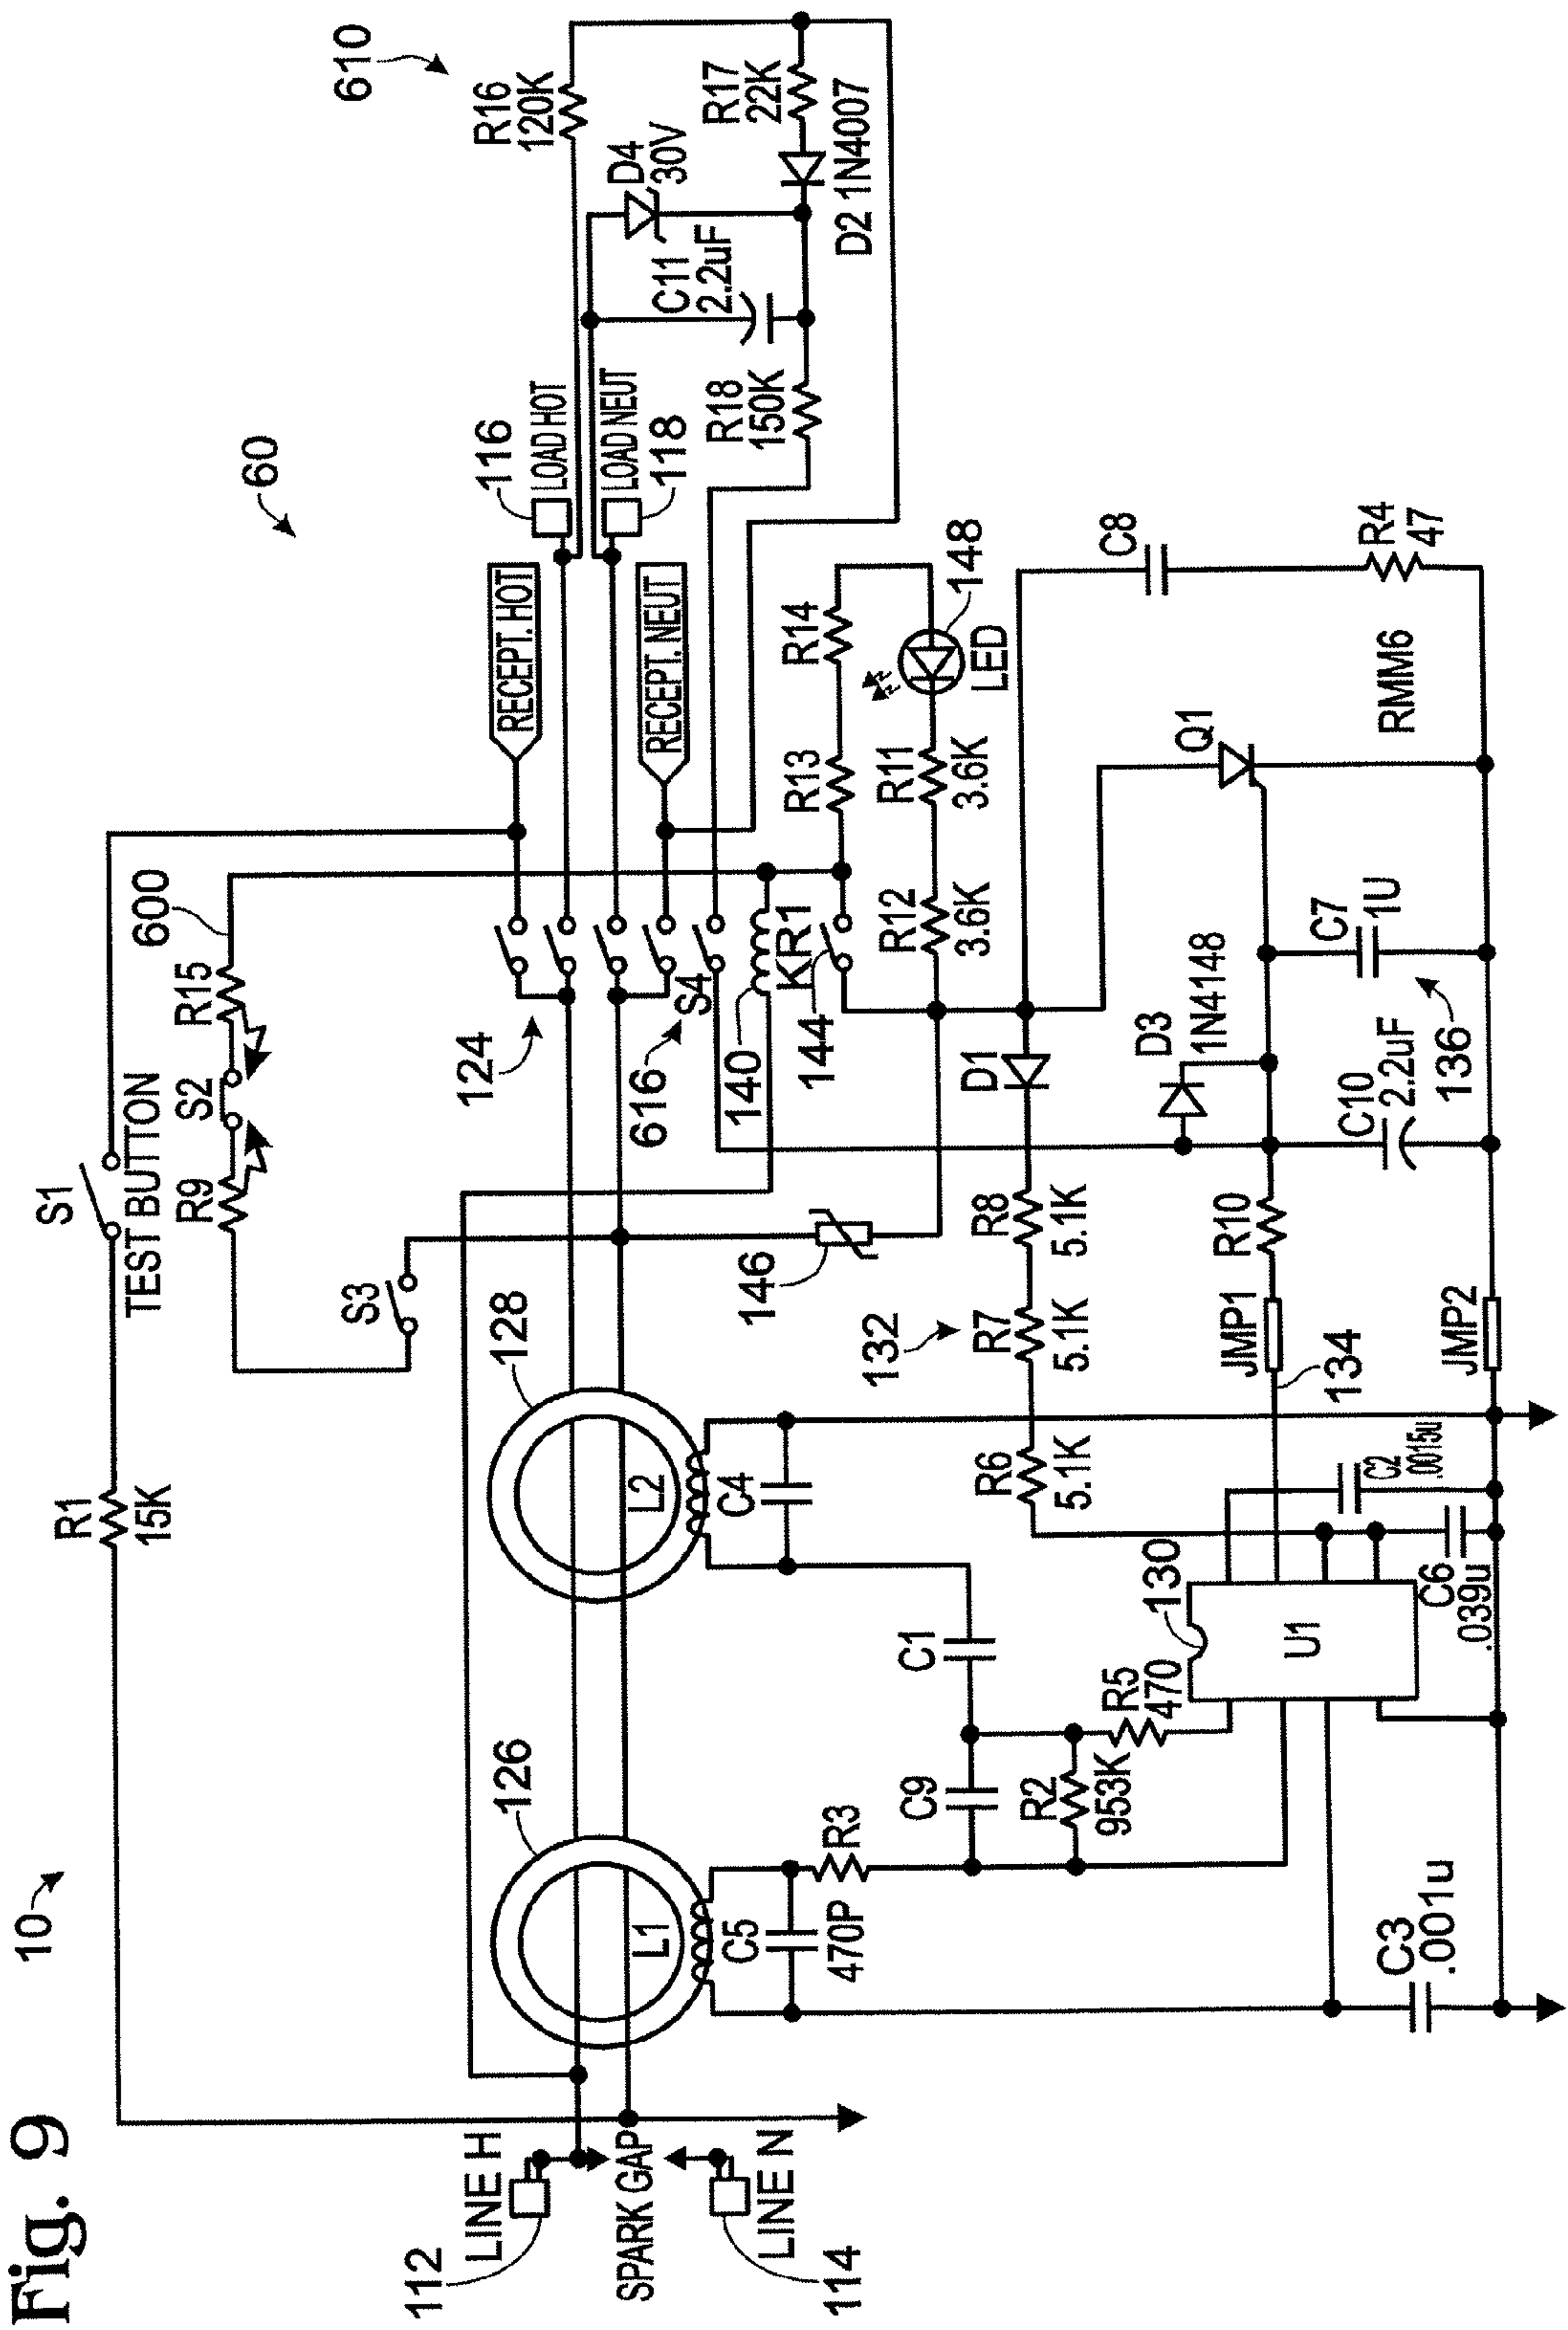 Fig. 9
10
60
610
S1
TEST BUTTON
R1
15K
600
R15
S2
R9
S3
R16
120K
D4
30V
R17
22K
D2 1N4007
C11
2.2uF
R18
150K
116
LOAD HOT
LOAD NEUT
118
RECEPT. HOT
RECEPT. NEUT
124
616
S4
140
KR1
144
R13
R14
148
LED
R11
3.6K
R12
3.6K
C8
R4
47
RMM6
Q1
C7
1U
136
C10
2.2uF
D3
1N4148
D1
146
132
R8
5.1K
R7
5.1K
R6
5.1K
R10
JMP1
134
JMP2
128
L2
C4
126
L1
C5
470P
R3
C1
C9
R2
953K
R5
470
130
U1
C2
.0015u
C6
.039u
C3
.001u
LINE H
112
SPARK GAP
LINE N
114